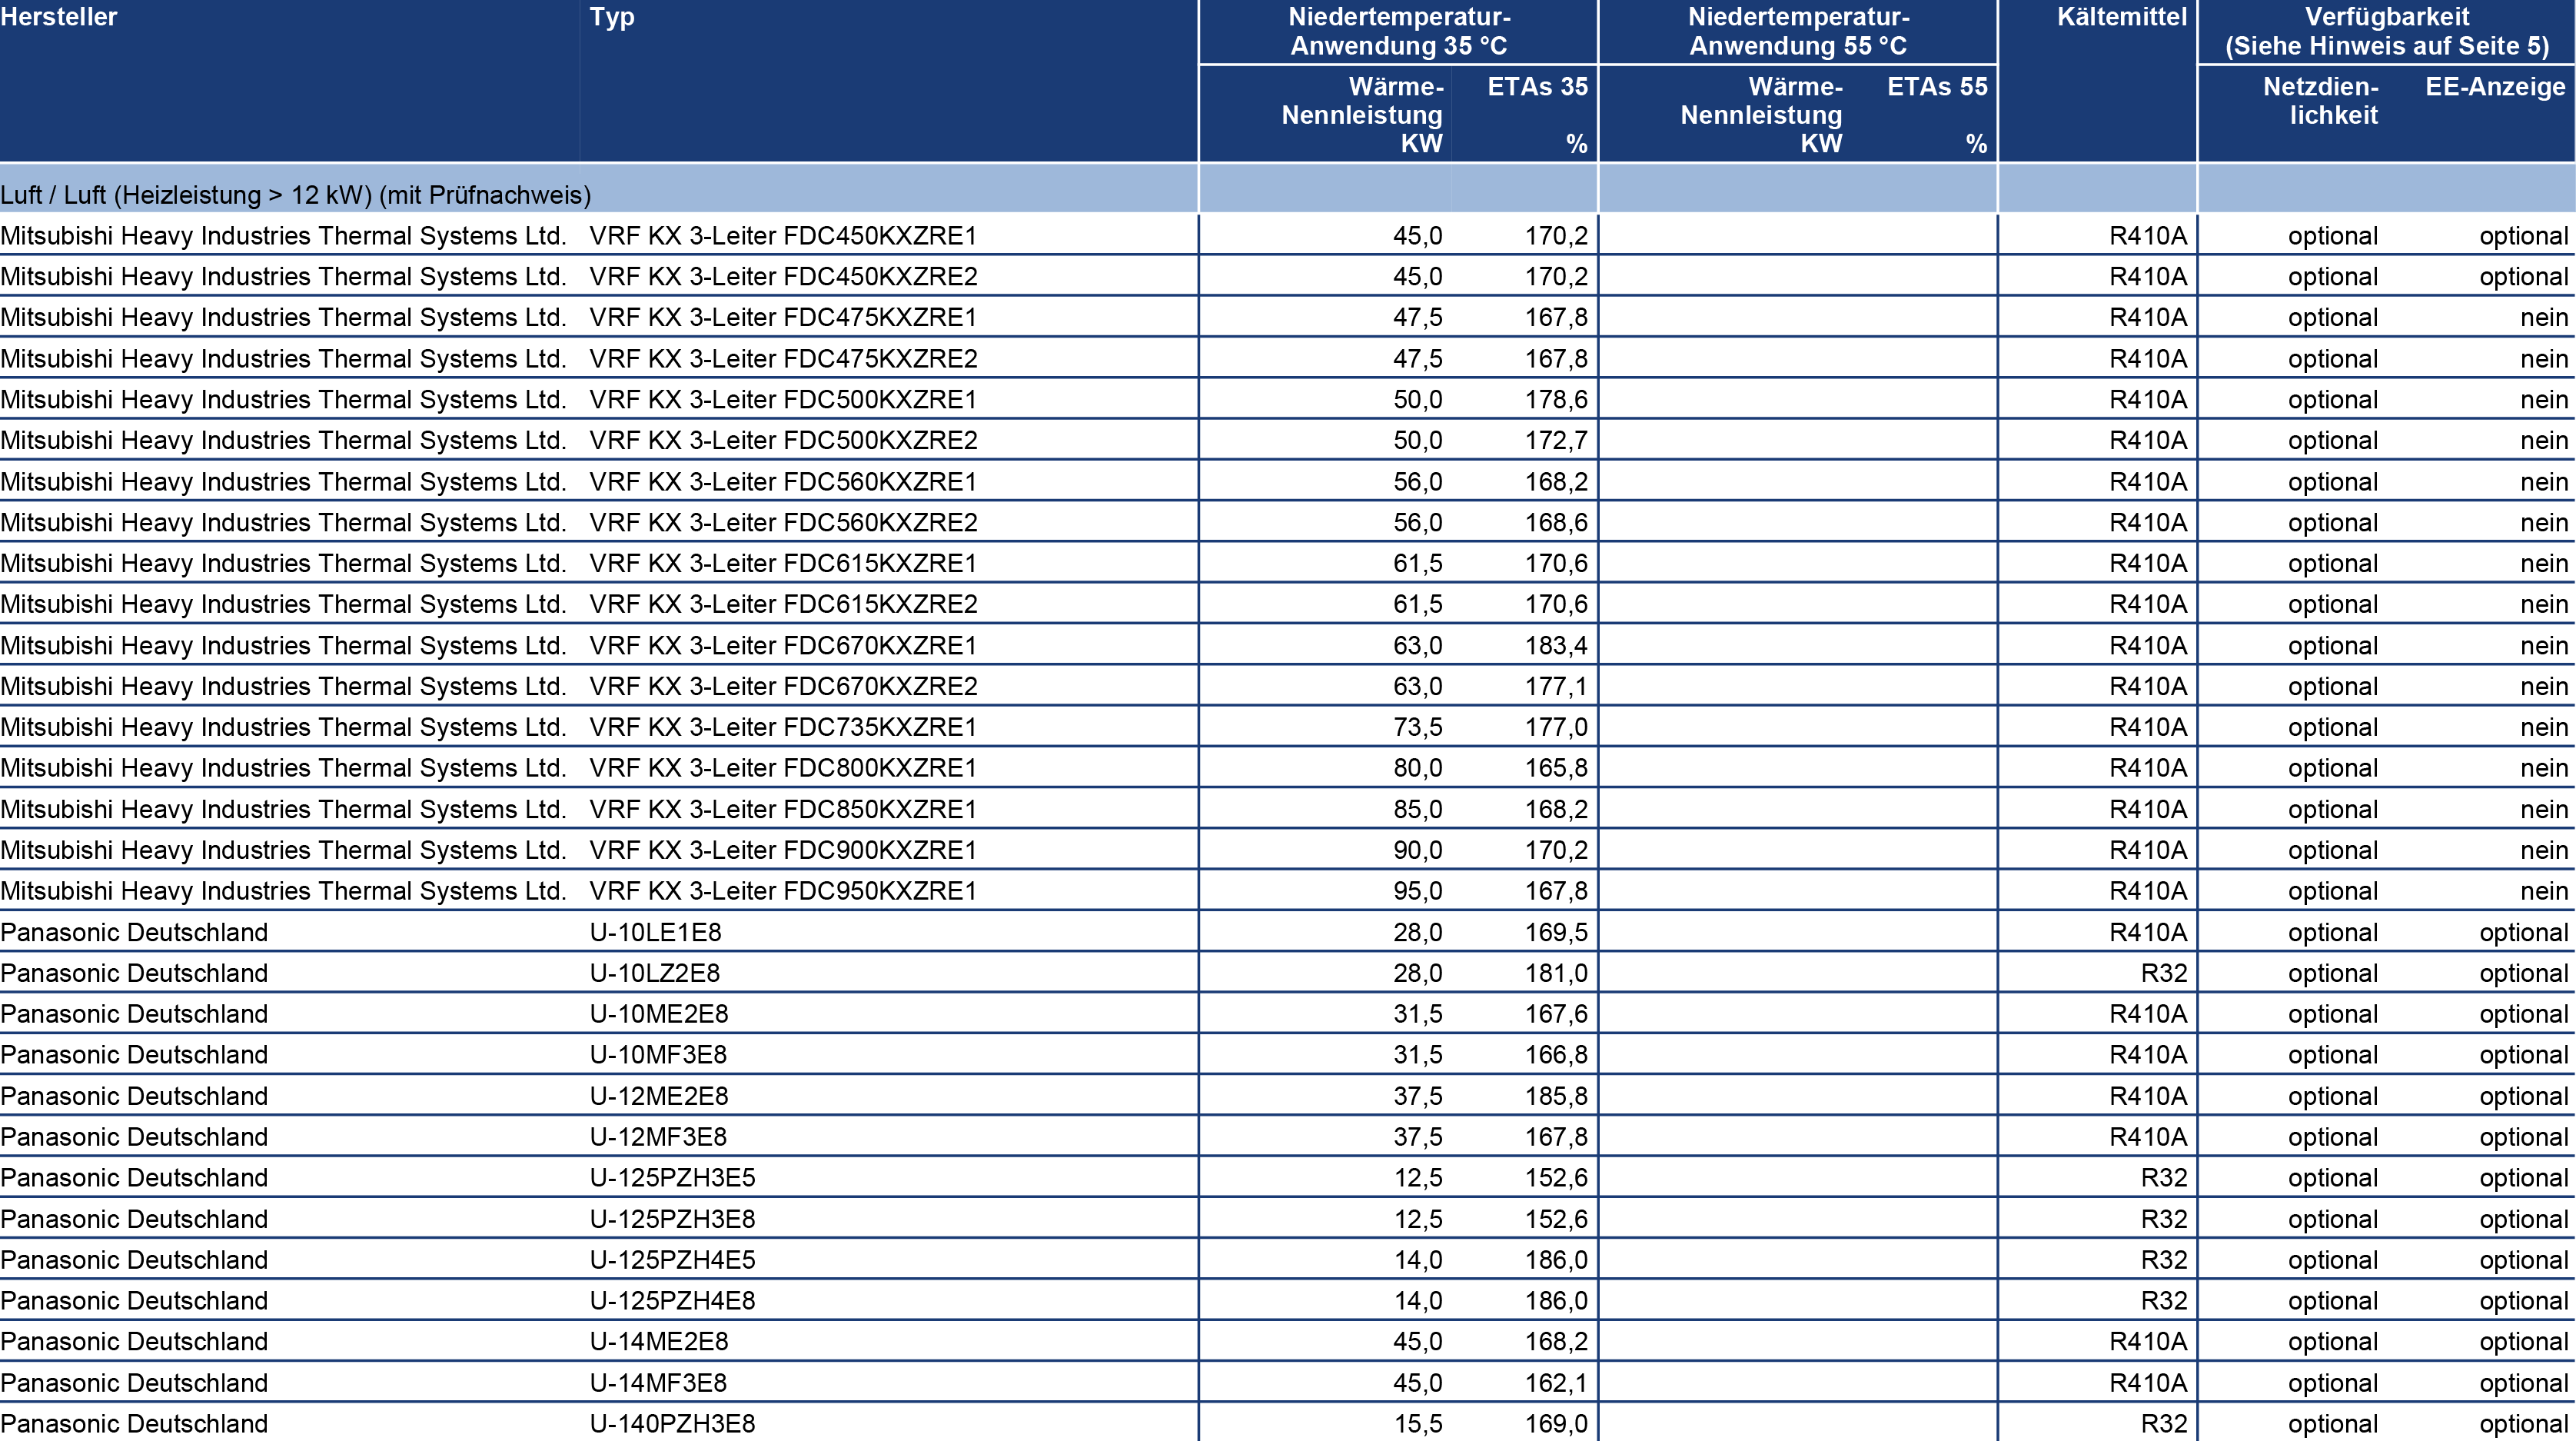 Hersteller Typ Niedertemperatur- Niedertemperatur- Kältemittel Verfügbarkeit
Anwendung 35 °C Anwendung 55 °C (Siehe Hinweis auf Seite 5)
Wärme- ETAs 35 Wärme- ETAs 55 Netzdien- EE-Anzeige
Nennleistung Nennleistung lichkeit
KW % KW %
Luft / Luft (Heizleistung > 12 kW) (mit Prüfnachweis)
Mitsubishi Heavy Industries Thermal Systems Ltd. VRF KX 3-Leiter FDC450KXZRE1 45,0 170,2 R410A optional optional
Mitsubishi Heavy Industries Thermal Systems Ltd. VRF KX 3-Leiter FDC450KXZRE2 45,0 170,2 R410A optional optional
Mitsubishi Heavy Industries Thermal Systems Ltd. VRF KX 3-Leiter FDC475KXZRE1 47,5 167,8 R410A optional nein
Mitsubishi Heavy Industries Thermal Systems Ltd. VRF KX 3-Leiter FDC475KXZRE2 47,5 167,8 R410A optional nein
Mitsubishi Heavy Industries Thermal Systems Ltd. VRF KX 3-Leiter FDC500KXZRE1 50,0 178,6 R410A optional nein
Mitsubishi Heavy Industries Thermal Systems Ltd. VRF KX 3-Leiter FDC500KXZRE2 50,0 172,7 R410A optional nein
Mitsubishi Heavy Industries Thermal Systems Ltd. VRF KX 3-Leiter FDC560KXZRE1 56,0 168,2 R410A optional nein
Mitsubishi Heavy Industries Thermal Systems Ltd. VRF KX 3-Leiter FDC560KXZRE2 56,0 168,6 R410A optional nein
Mitsubishi Heavy Industries Thermal Systems Ltd. VRF KX 3-Leiter FDC615KXZRE1 61,5 170,6 R410A optional nein
Mitsubishi Heavy Industries Thermal Systems Ltd. VRF KX 3-Leiter FDC615KXZRE2 61,5 170,6 R410A optional nein
Mitsubishi Heavy Industries Thermal Systems Ltd. VRF KX 3-Leiter FDC670KXZRE1 63,0 183,4 R410A optional nein
Mitsubishi Heavy Industries Thermal Systems Ltd. VRF KX 3-Leiter FDC670KXZRE2 63,0 177,1 R410A optional nein
Mitsubishi Heavy Industries Thermal Systems Ltd. VRF KX 3-Leiter FDC735KXZRE1 73,5 177,0 R410A optional nein
Mitsubishi Heavy Industries Thermal Systems Ltd. VRF KX 3-Leiter FDC800KXZRE1 80,0 165,8 R410A optional nein
Mitsubishi Heavy Industries Thermal Systems Ltd. VRF KX 3-Leiter FDC850KXZRE1 85,0 168,2 R410A optional nein
Mitsubishi Heavy Industries Thermal Systems Ltd. VRF KX 3-Leiter FDC900KXZRE1 90,0 170,2 R410A optional nein
Mitsubishi Heavy Industries Thermal Systems Ltd. VRF KX 3-Leiter FDC950KXZRE1 95,0 167,8 R410A optional nein
Panasonic Deutschland U-10LE1E8 28,0 169,5 R410A optional optional
Panasonic Deutschland U-10LZ2E8 28,0 181,0 R32 optional optional
Panasonic Deutschland U-10ME2E8 31,5 167,6 R410A optional optional
Panasonic Deutschland U-10MF3E8 31,5 166,8 R410A optional optional
Panasonic Deutschland U-12ME2E8 37,5 185,8 R410A optional optional
Panasonic Deutschland U-12MF3E8 37,5 167,8 R410A optional optional
Panasonic Deutschland U-125PZH3E5 12,5 152,6 R32 optional optional
Panasonic Deutschland U-125PZH3E8 12,5 152,6 R32 optional optional
Panasonic Deutschland U-125PZH4E5 14,0 186,0 R32 optional optional
Panasonic Deutschland U-125PZH4E8 14,0 186,0 R32 optional optional
Panasonic Deutschland U-14ME2E8 45,0 168,2 R410A optional optional
Panasonic Deutschland U-14MF3E8 45,0 162,1 R410A optional optional
Panasonic Deutschland U-140PZH3E8 15,5 169,0 R32 optional optional